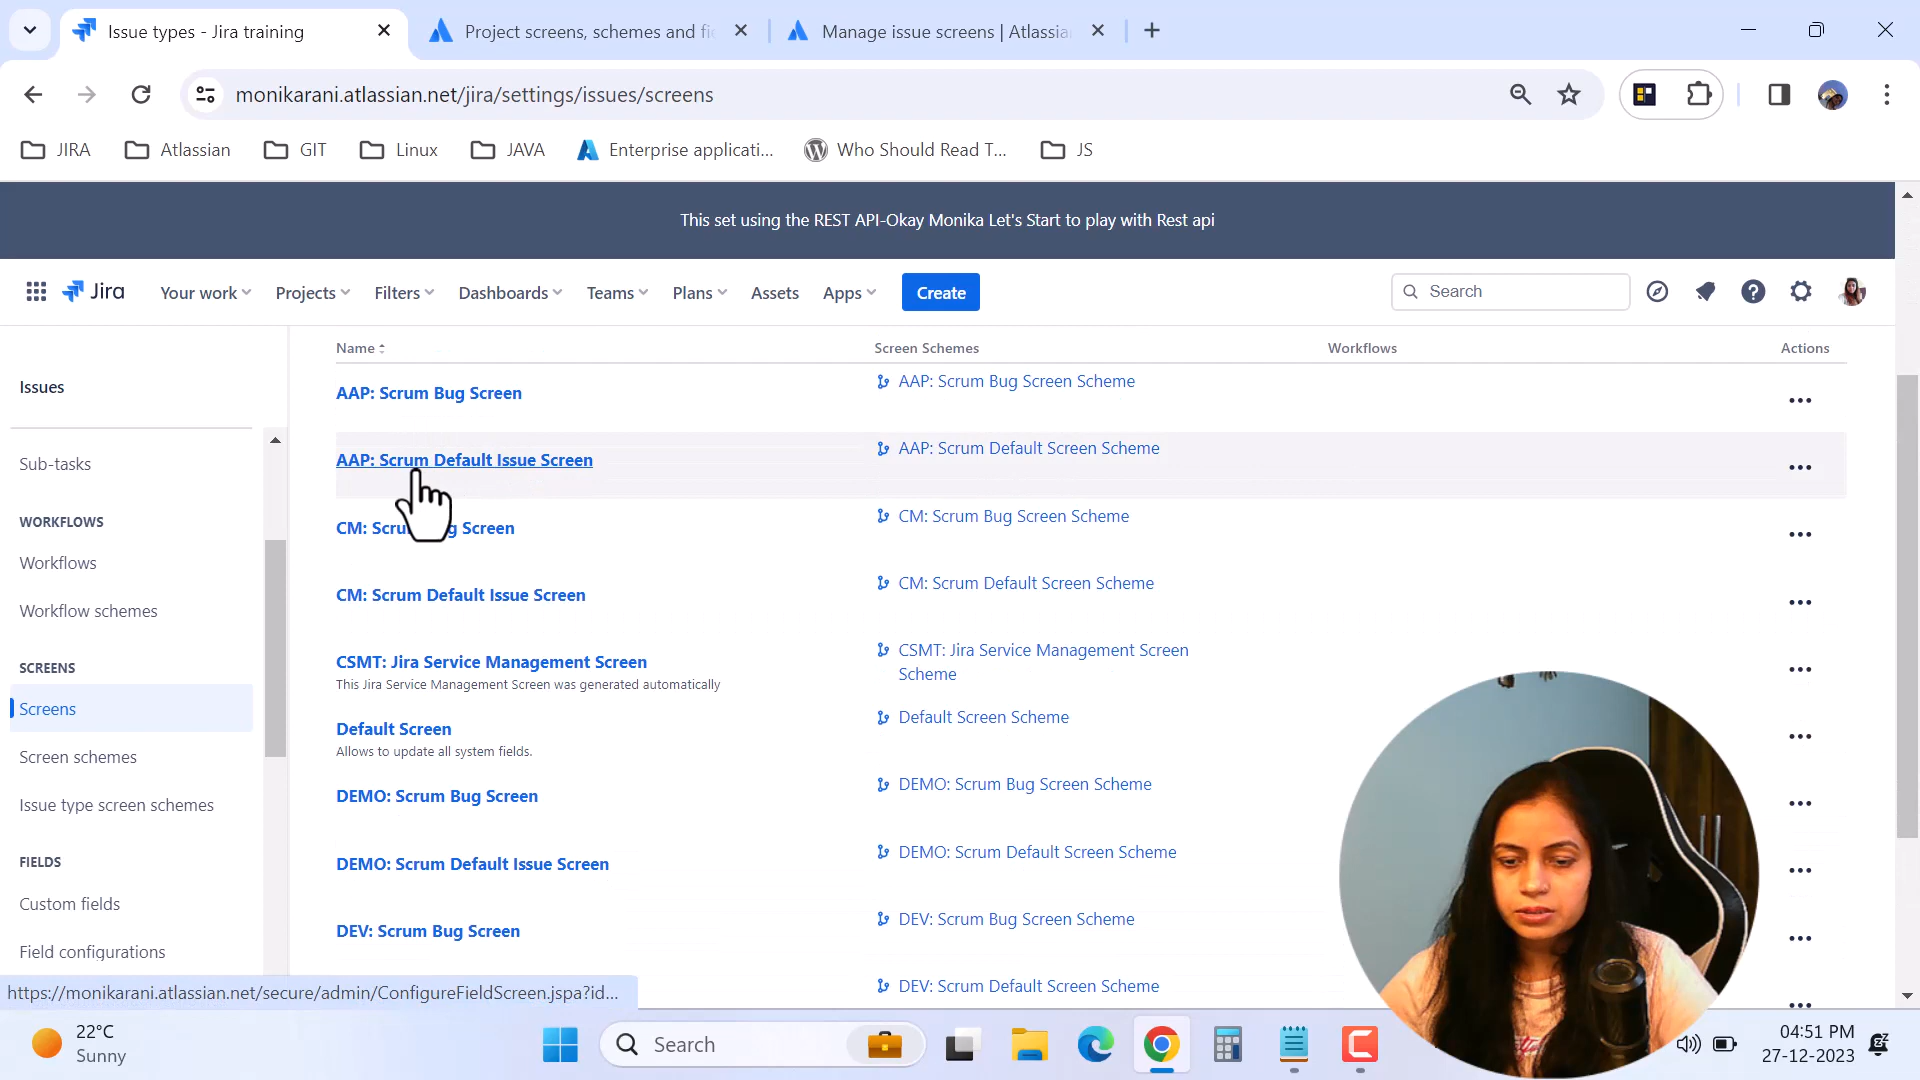 Issue types - Jira training
Project screens, schemes and fi
Manage issue screens | Atlassia
monikarani.atlassian.net/jira/settings/issues/screens
JIRA
Atlassian
GIT
Linux
JAVA
Enterprise applicati...
Who Should Read T...
JS
This set using the REST API-Okay Monika Let's Start to play with Rest api
Jira
Your work
Projects
Filters
Dashboards
Teams
Plans
Assets
Apps
Create
Search
Issues
Sub-tasks
WORKFLOWS
Workflows
Workflow schemes
SCREENS
Screens
Screen schemes
Issue type screen schemes
FIELDS
Custom fields
Field configurations
Name
Screen Schemes
Workflows
Actions
AAP: Scrum Bug Screen
AAP: Scrum Bug Screen Scheme
AAP: Scrum Default Issue Screen
AAP: Scrum Default Screen Scheme
CM: Scru g Screen
CM: Scrum Bug Screen Scheme
CM: Scrum Default Issue Screen
CM: Scrum Default Screen Scheme
CSMT: Jira Service Management Screen
This Jira Service Management Screen was generated automatically
CSMT: Jira Service Management Screen
Scheme
Default Screen
Allows to update all system fields.
Default Screen Scheme
DEMO: Scrum Bug Screen
DEMO: Scrum Bug Screen Scheme
DEMO: Scrum Default Issue Screen
DEMO: Scrum Default Screen Scheme
DEV: Scrum Bug Screen
DEV: Scrum Bug Screen Scheme
DEV: Scrum Default Screen Scheme
https://monikarani.atlassian.net/secure/admin/ConfigureFieldScreen.jspa?id...
22°C
Sunny
Search
04:51 PM
27-12-2023